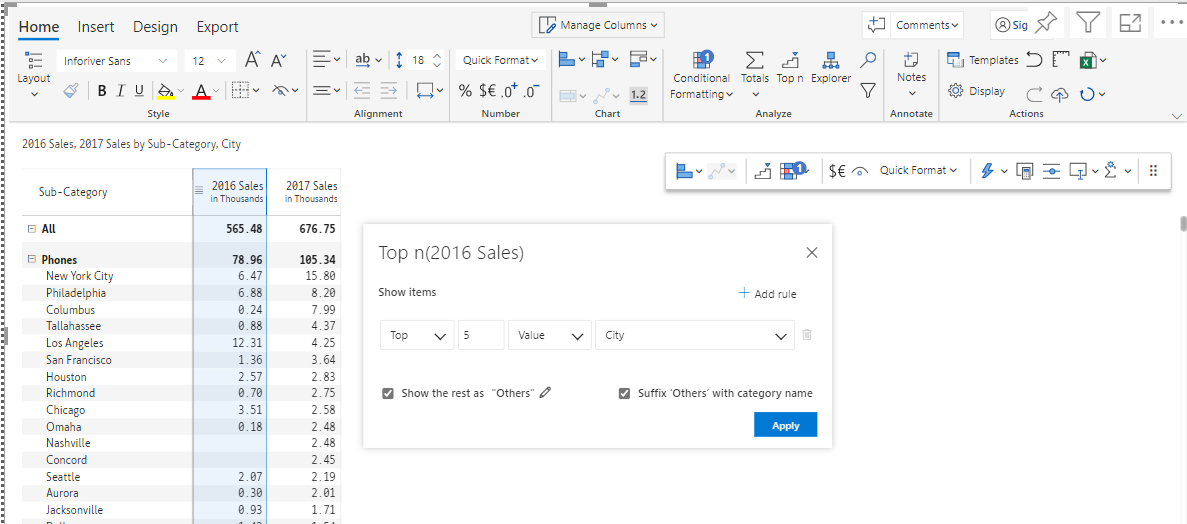 Home Insert Design Export Manage Columns Comments Sig
Inforiver Sans 12 ab 18 Quick Format 1 Templates
Layout Conditional Formatting Totals Top n Explorer Notes
B I U A % $€ .0+ .0- 1.2 Display
Style Alignment Number Chart Analyze Annotate Actions
2016 Sales, 2017 Sales by Sub-Category, City
$€ Quick Format 1
Sub-Category 2016 Sales 2017 Sales
in Thousands in Thousands
All 565.48 676.75
Phones 78.96 105.34
New York City 6.47 15.80
Philadelphia 6.88 8.20
Columbus 0.24 7.99
Tallahassee 0.88 4.37
Los Angeles 12.31 4.25
San Francisco 1.36 3.64
Houston 2.57 2.83
Richmond 0.70 2.75
Chicago 3.51 2.58
Omaha 0.18 2.48
Nashville 2.48
Concord 2.45
Seattle 2.07 2.19
Aurora 0.30 2.01
Jacksonville 0.93 1.71
Top n(2016 Sales)
Show items + Add rule
Top 5 Value City
Show the rest as "Others" Suffix 'Others' with category name
Apply